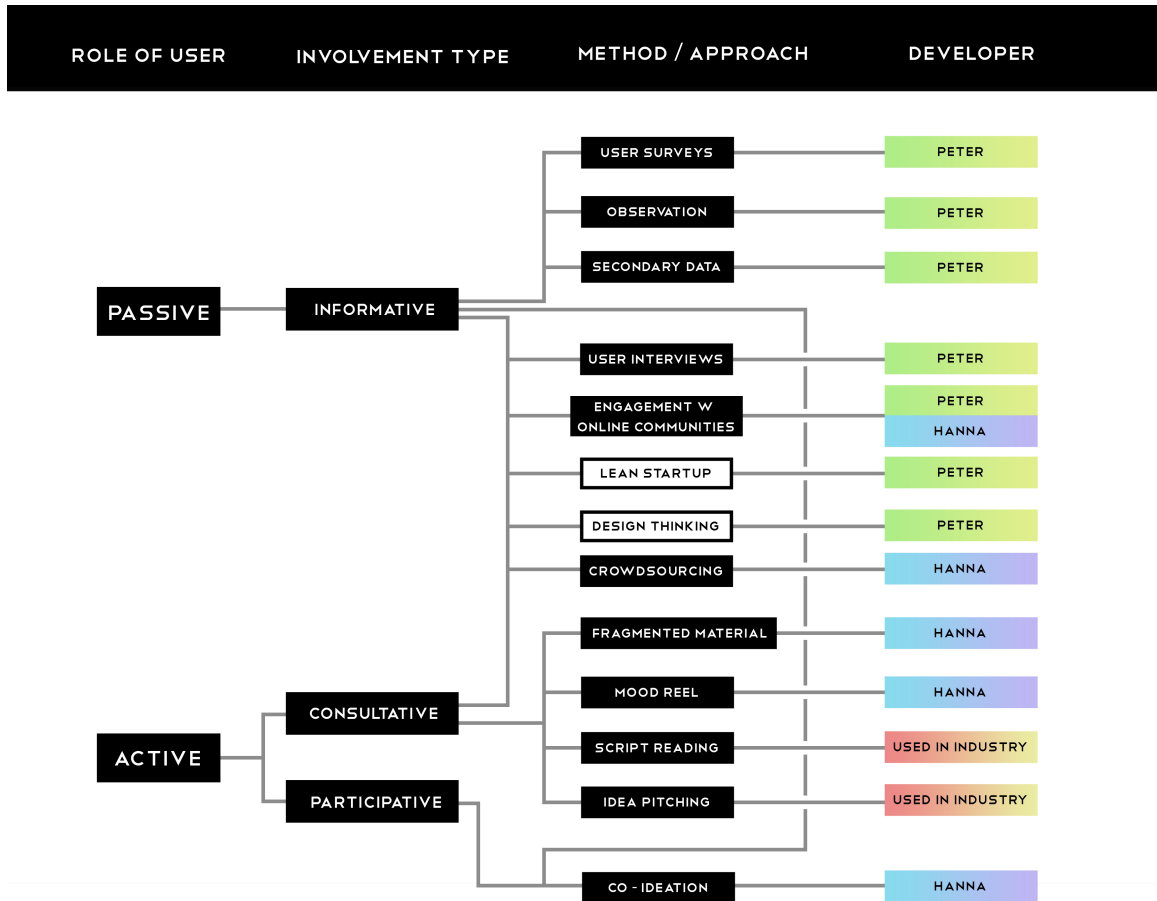 ROLE OF USER
INVOLVEMENT TYPE
METHOD / APPROACH
DEVELOPER
USER SURVEYS
PETER
OBSERVATION
PETER
SECONDARY DATA
PETER
PASSIVE
INFORMATIVE
USER INTERVIEWS
PETER
ENGAGEMENT W
ONLINE COMMUNITIES
PETER
HANNA
LEAN STARTUP
PETER
DESIGN THINKING
PETER
CROWDSOURCING
HANNA
FRAGMENTED MATERIAL
HANNA
MOOD REEL
HANNA
CONSULTATIVE
SCRIPT READING
USED IN INDUSTRY
ACTIVE
PARTICIPATIVE
IDEA PITCHING
USED IN INDUSTRY
CO - IDEATION
HANNA